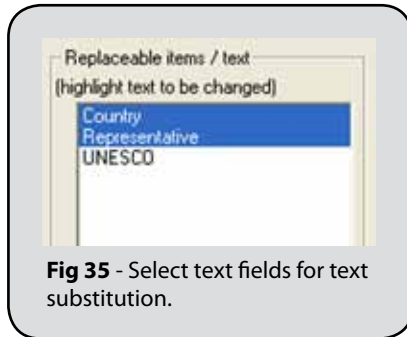 Replaceable items / text
(highlight text to be changed)
Country
Representative
UNESCO
Fig 35 - Select text fields for text
substitution.